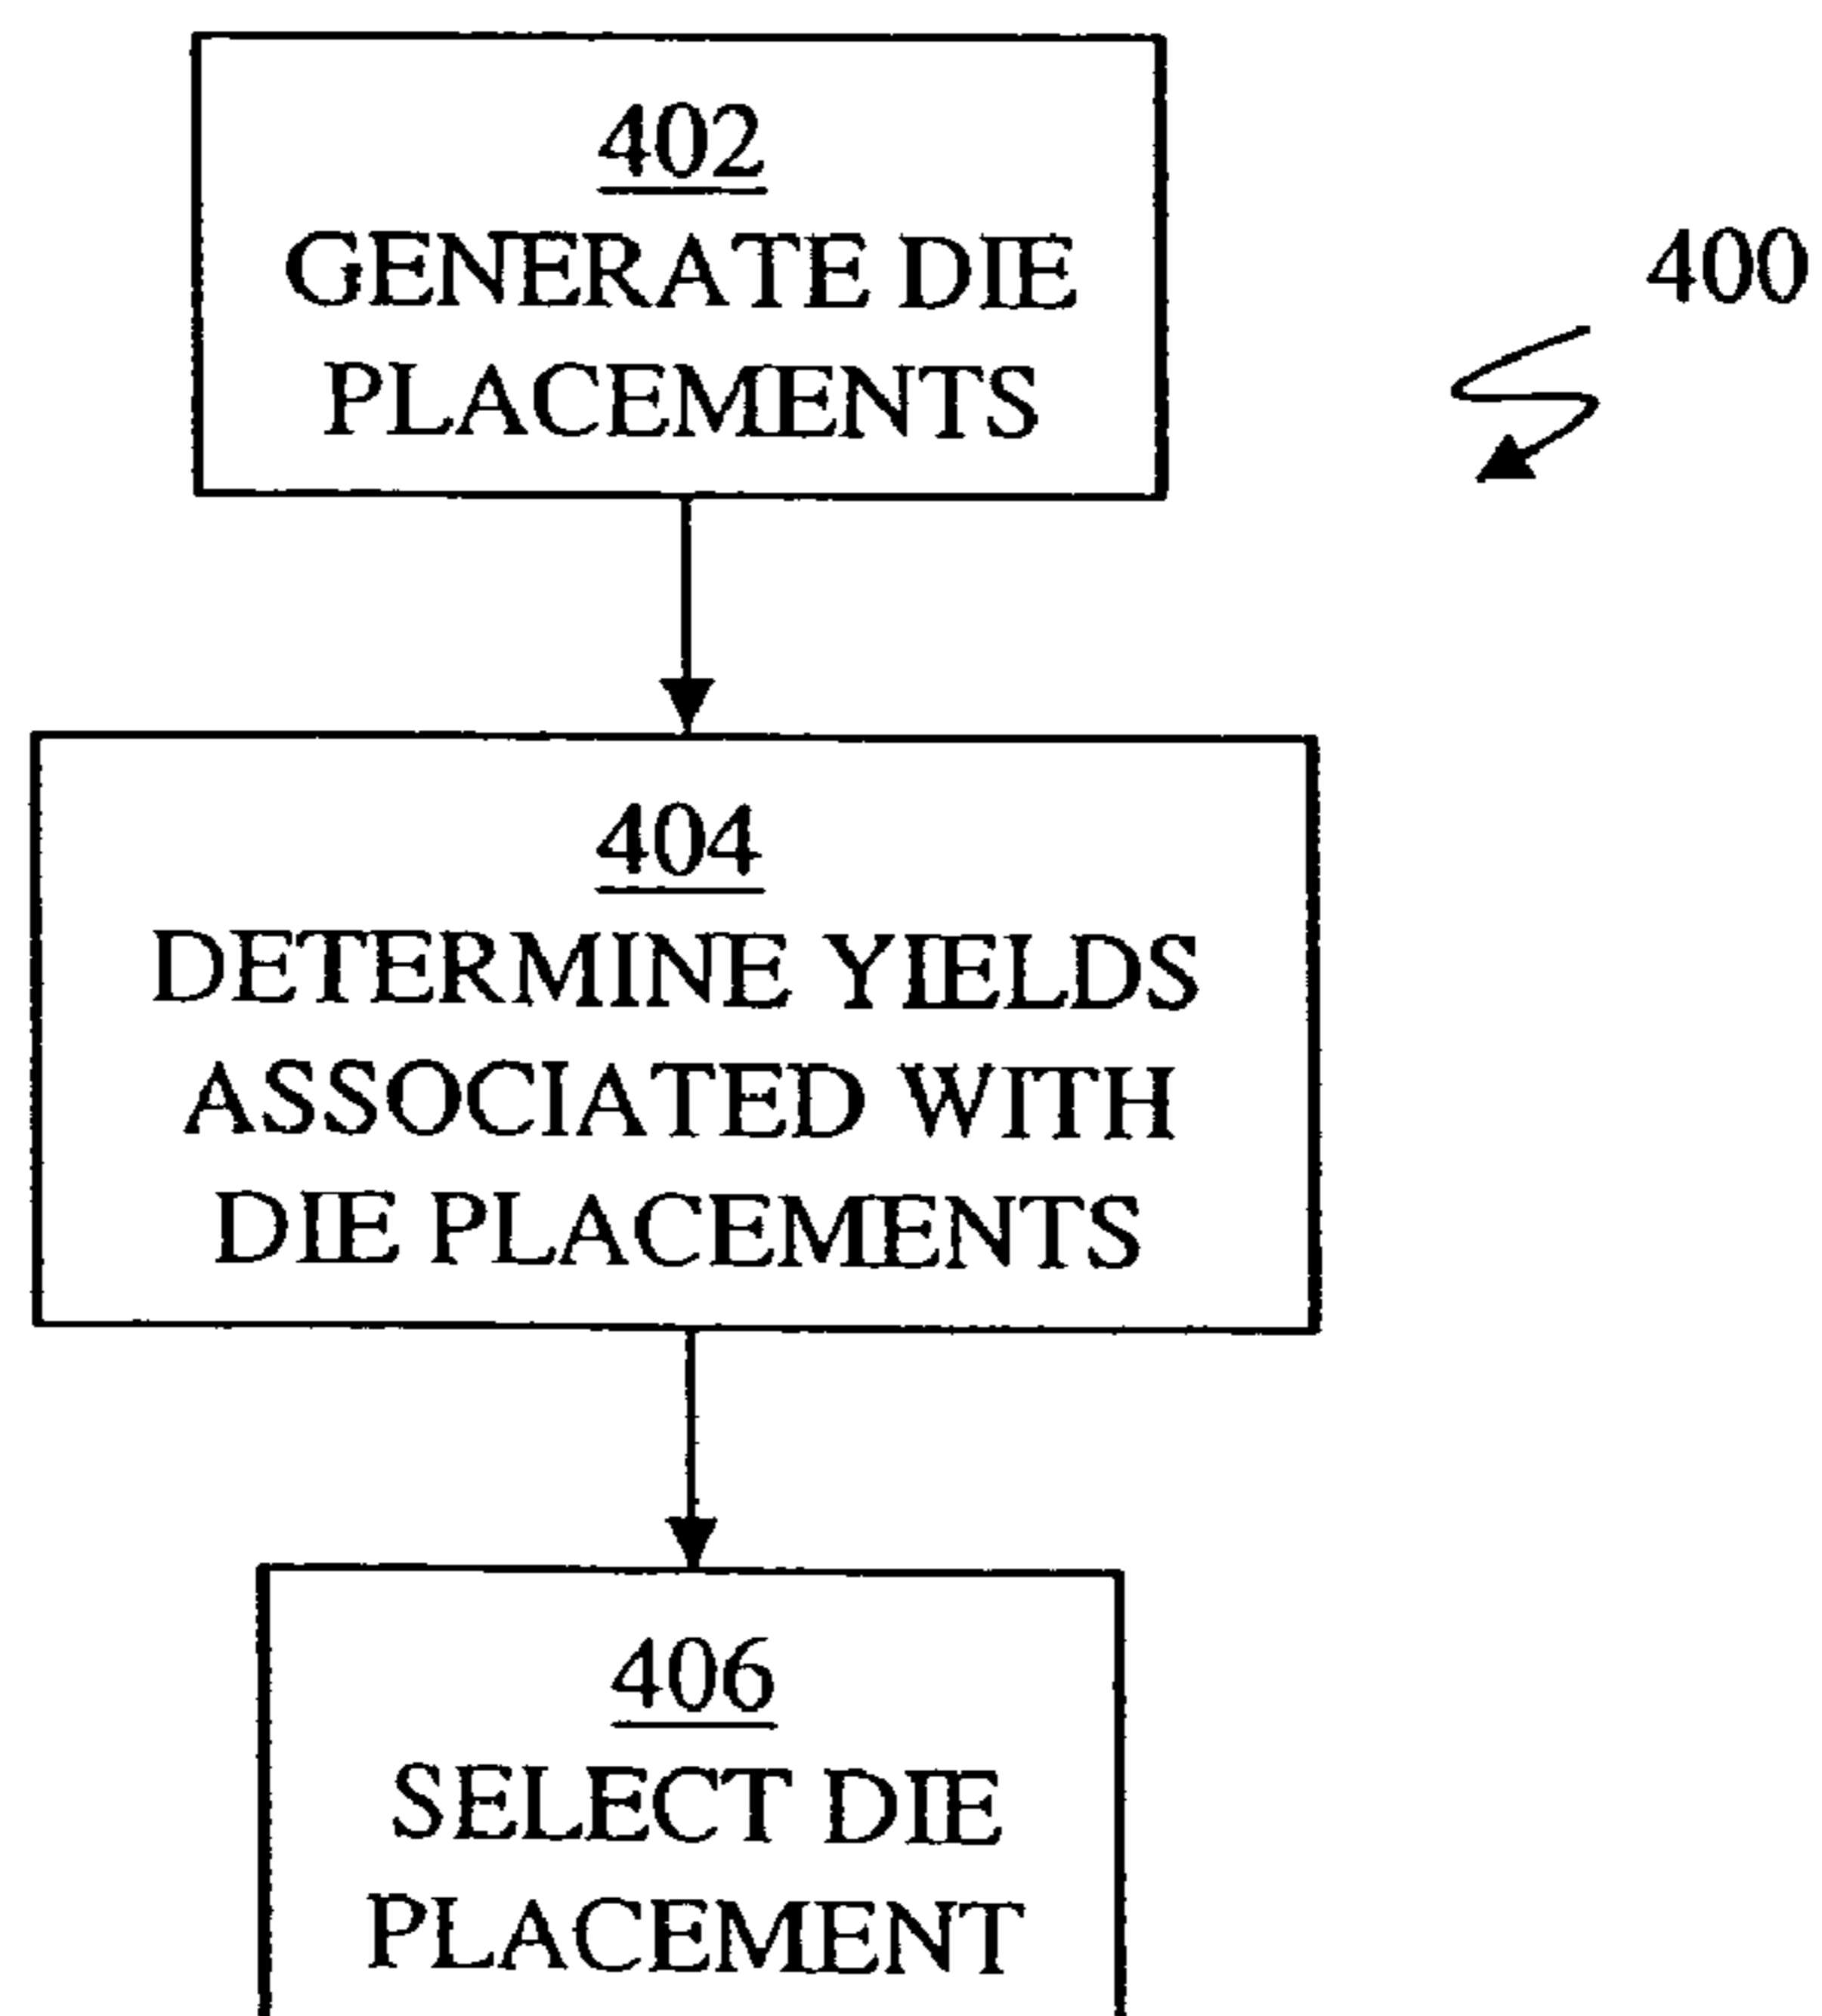 402
GENERATE DIE
PLACEMENTS
400
404
DETERMINE YIELDS
ASSOCIATED WITH
DIE PLACEMENTS
406
SELECT DIE
PLACEMENT